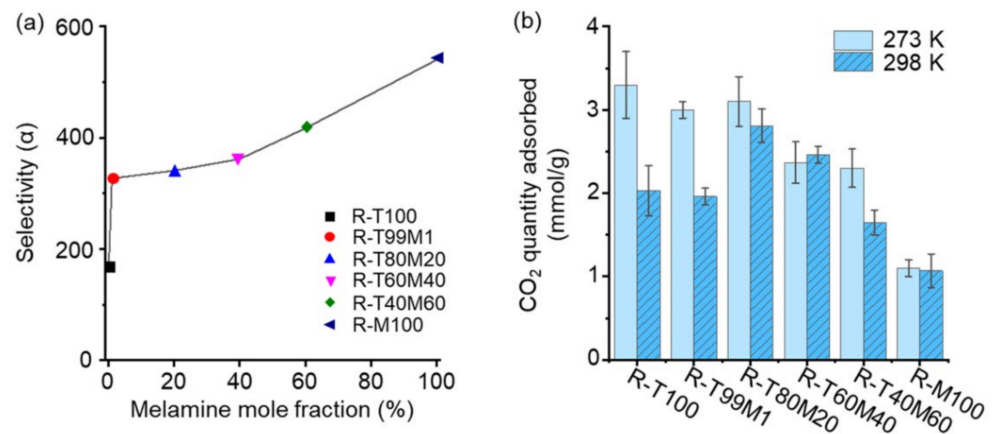 (a)
600
400
200
0
Selectivity (α)
R-T100
R-T99M1
R-T80M20
R-T60M40
R-T40M60
R-M100
0 20 40 60 80 100
Melamine mole fraction (%)
(b)
4
3
2
1
0
CO₂ quantity adsorbed
(mmol/g)
273 K
298 K
R-T100
R-T99M1
R-T80M20
R-T60M40
R-T40M60
R-M100